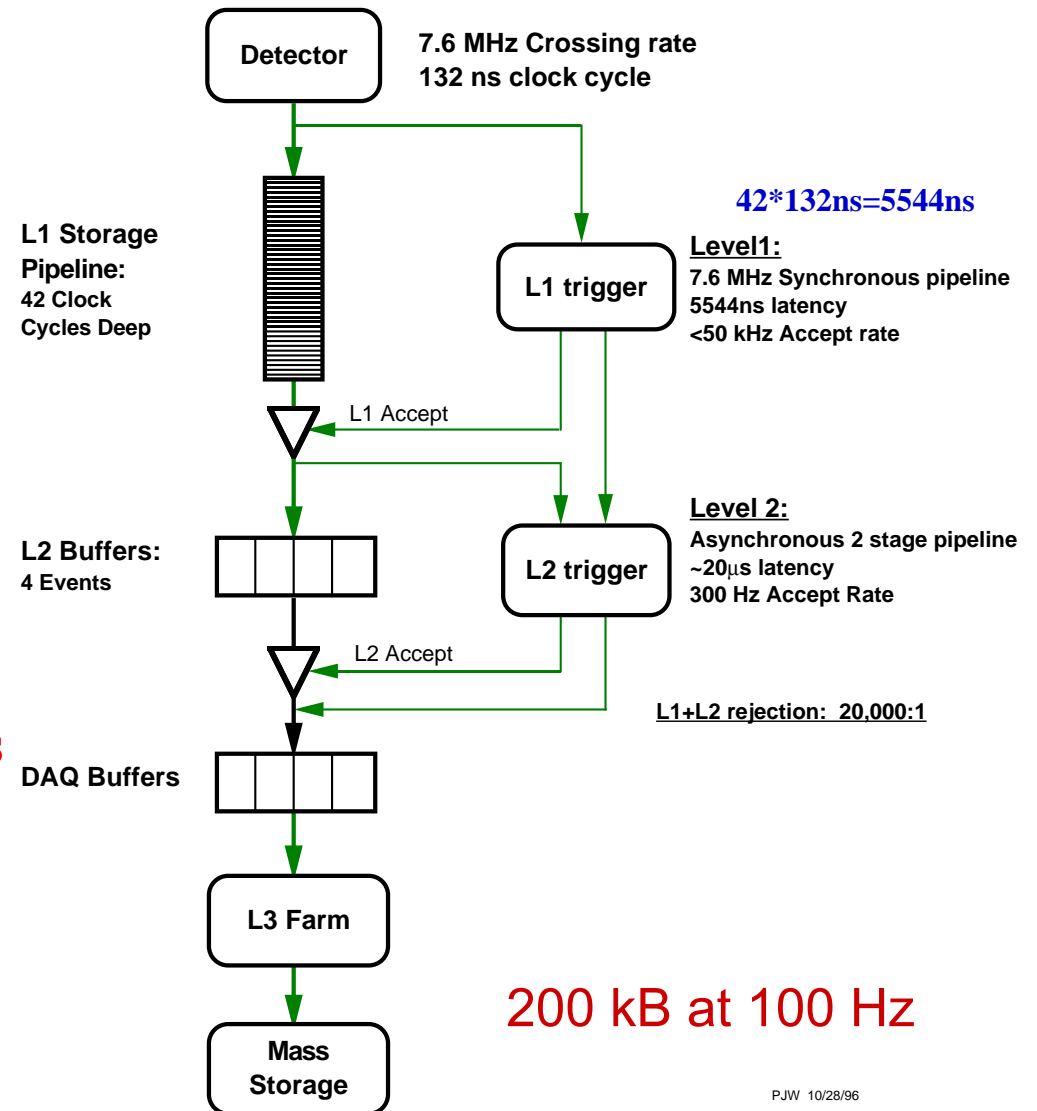 Detector
7.6 MHz Crossing rate
132 ns clock cycle
42*132ns=5544ns
L1 Storage
Pipeline:
42 Clock
Cycles Deep
L1 trigger
Level1:
7.6 MHz Synchronous pipeline
5544ns latency
<50 kHz Accept rate
L1 Accept
L2 Buffers:
4 Events
L2 trigger
Level 2:
Asynchronous 2 stage pipeline
~20μs latency
300 Hz Accept Rate
L2 Accept
L1+L2 rejection: 20,000:1
DAQ Buffers
L3 Farm
200 kB at 100 Hz
Mass
Storage
PJW 10/28/96